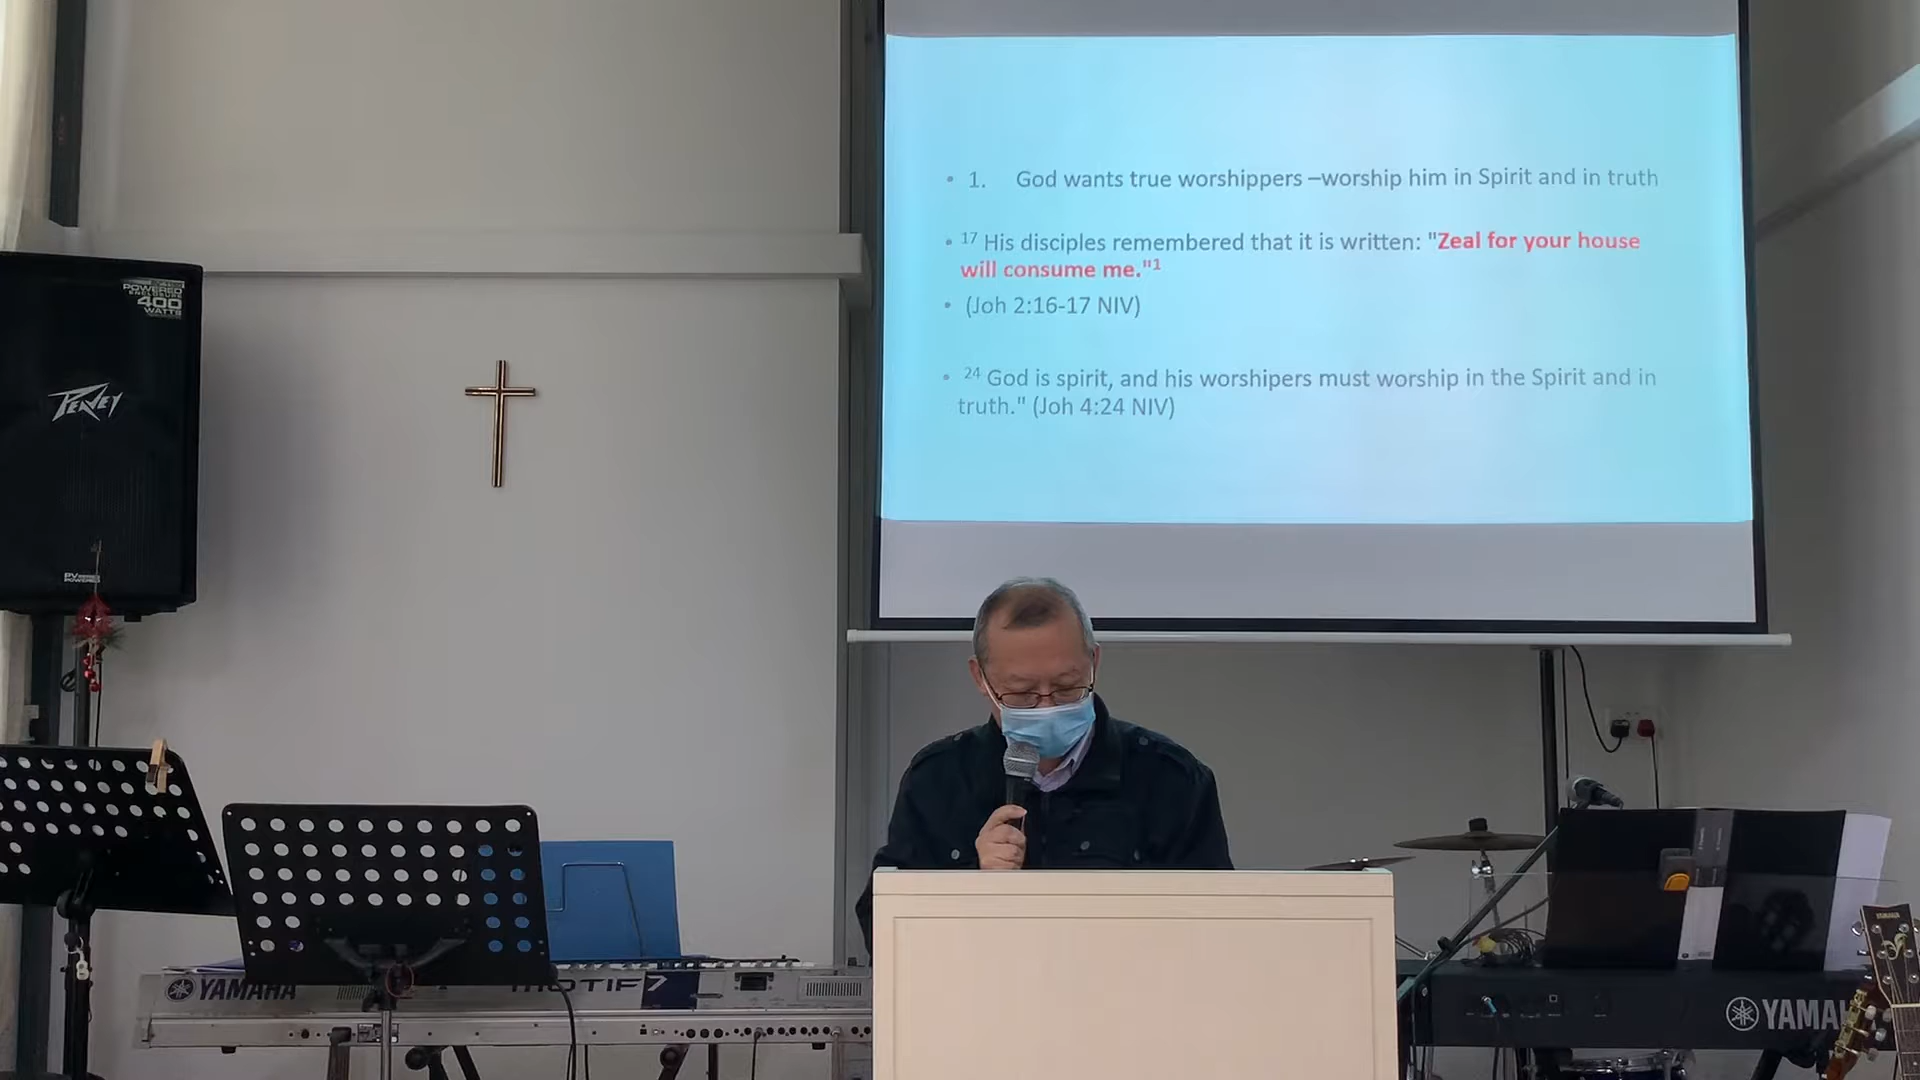 • 1. God wants true worshippers –worship him in Spirit and in truth
• 17 His disciples remembered that it is written: "Zeal for your house
will consume me."1
• (Joh 2:16-17 NIV)
• 24 God is spirit, and his worshipers must worship in the Spirit and in
truth." (Joh 4:24 NIV)
POWERED
ENCLOSURE
400
WATTS
PEAVEY
YAMAHA
MOTIF7
YAMAHA
YAMA